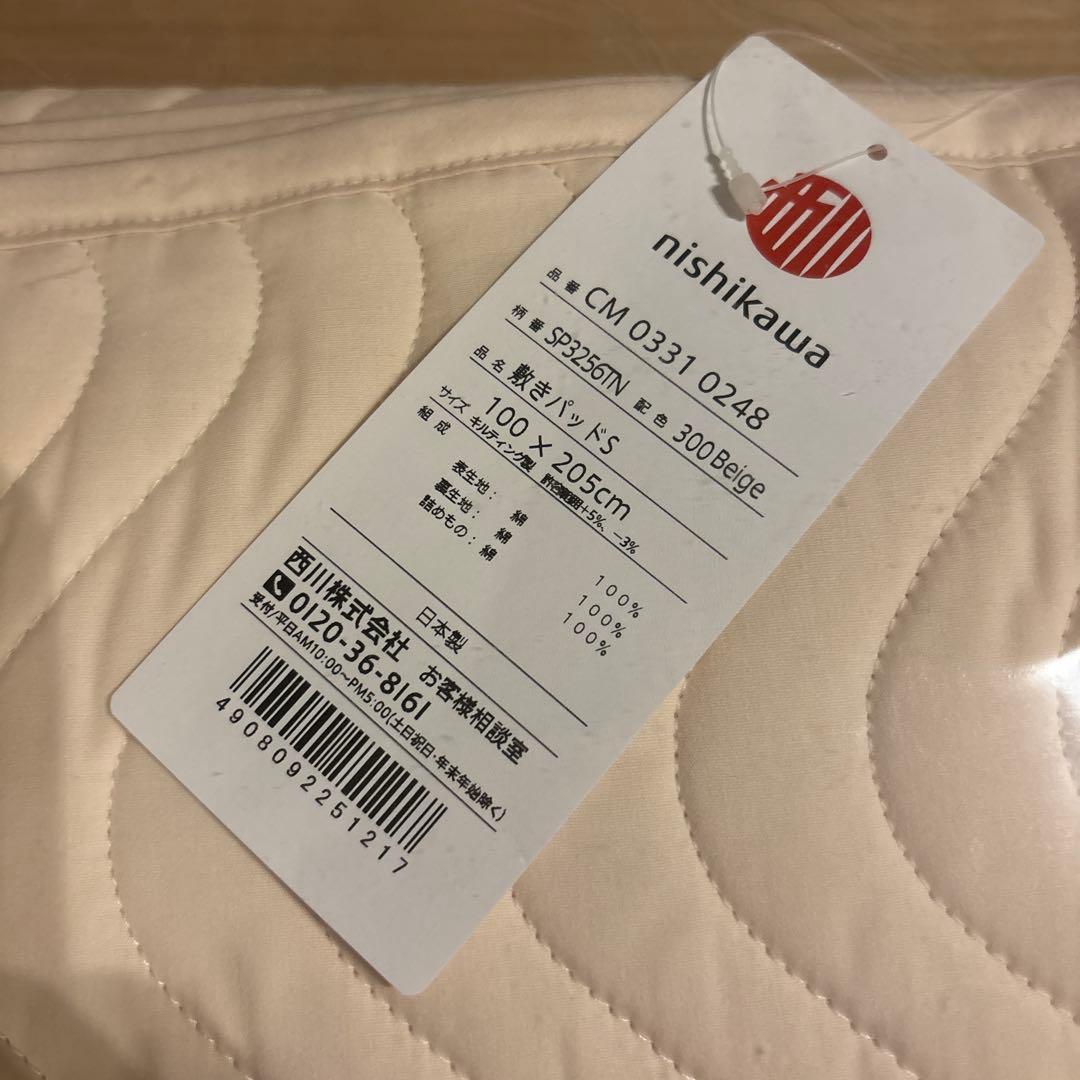 nishikawa
品番 CM 0331 0248
柄番 SP3256TN 配色 300 Beige
品名 敷きパッドS
サイズ 100 × 205cm
キルティング製 許容範囲+5%、-3%
組成
表生地: 綿 100%
裏生地: 綿 100%
詰めもの: 綿 100%
日本製
西川株式会社 お客様相談室
0120-36-8161
受付/平日AM10:00~PM5:00(土日祝日・年末年始除く)
4908092251217